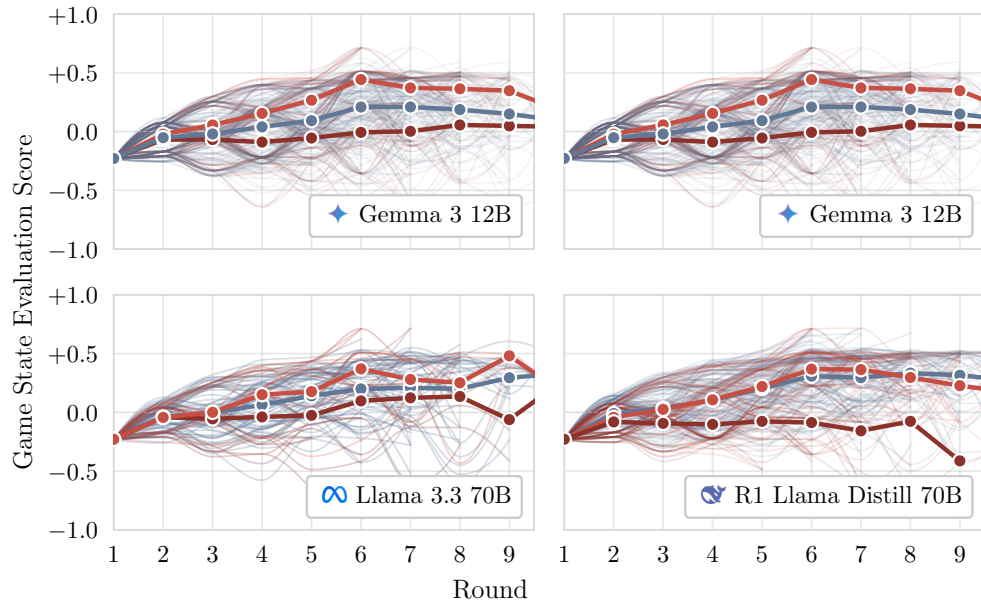 Game State Evaluation Score
+1.0
+0.5
0.0
−0.5
−1.0
Gemma 3 12B
Gemma 3 12B
+1.0
+0.5
0.0
−0.5
−1.0
Llama 3.3 70B
R1 Llama Distill 70B
1 2 3 4 5 6 7 8 9
1 2 3 4 5 6 7 8 9
Round